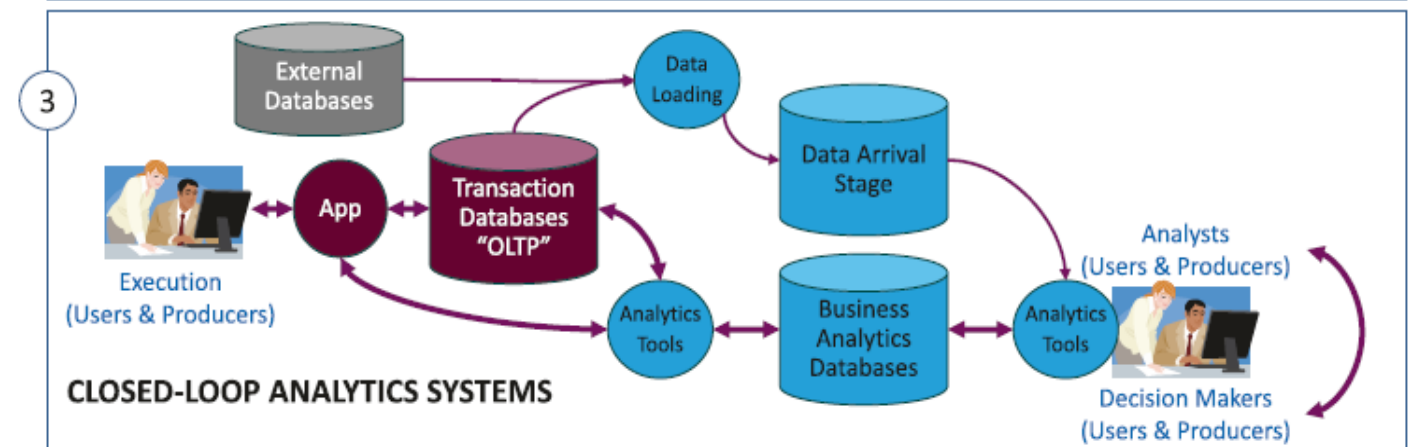 3
External
Databases
Data
Loading
Data Arrival
Stage
App
Transaction
Databases
“OLTP”
Execution
(Users & Producers)
Analytics
Tools
Business
Analytics
Databases
Analytics
Tools
Analysts
(Users & Producers)
Decision Makers
(Users & Producers)
CLOSED-LOOP ANALYTICS SYSTEMS